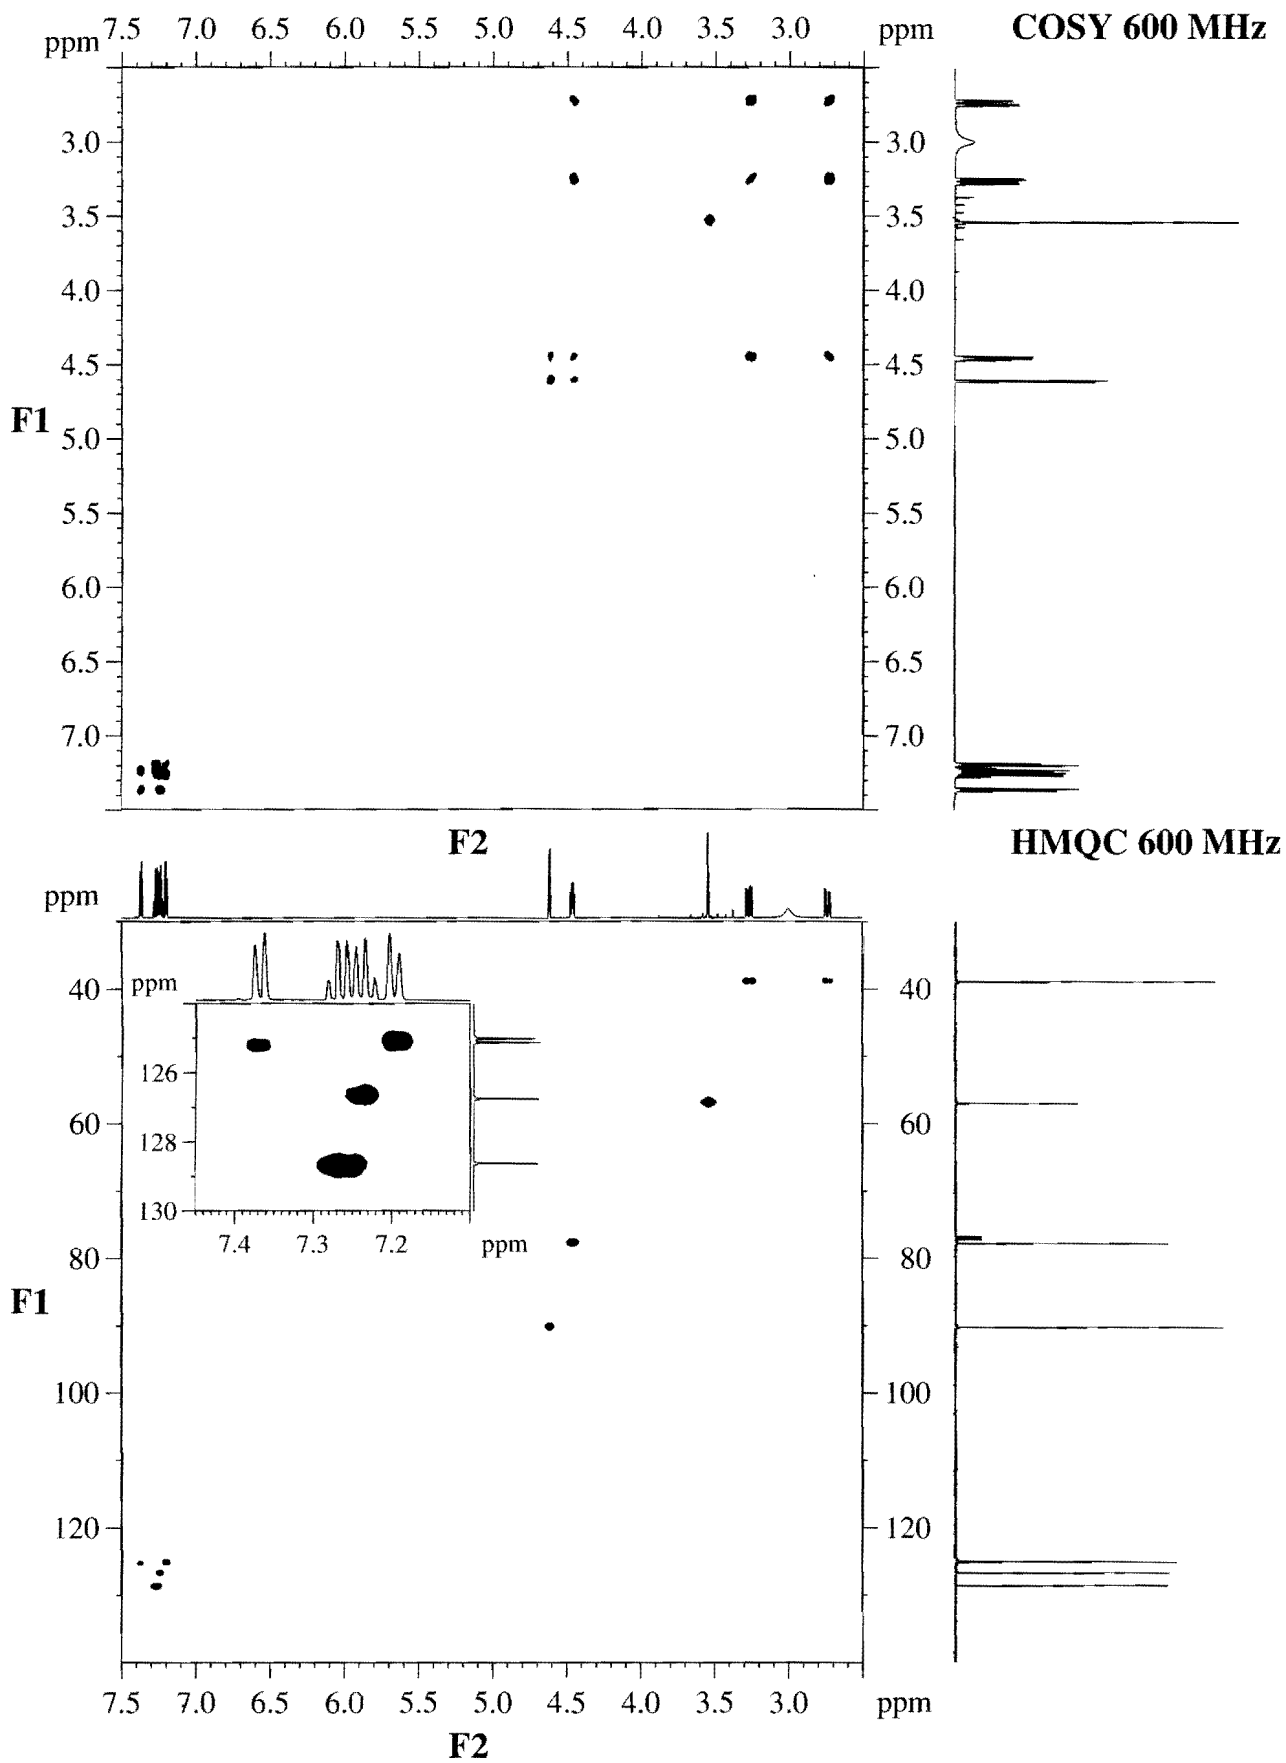 7.5 7.0 6.5 6.0 5.5 5.0 4.5 4.0 3.5 3.0
ppm ppm
COSY 600 MHz
3.0 3.0
3.5 3.5
4.0 4.0
4.5 4.5
F1
5.0 5.0
5.5 5.5
6.0 6.0
6.5 6.5
7.0 7.0
F2
HMQC 600 MHz
ppm
ppm
40 40
126
60 60
128
130
7.4 7.3 7.2 ppm
80 80
F1
100 100
120 120
7.5 7.0 6.5 6.0 5.5 5.0 4.5 4.0 3.5 3.0 ppm
F2